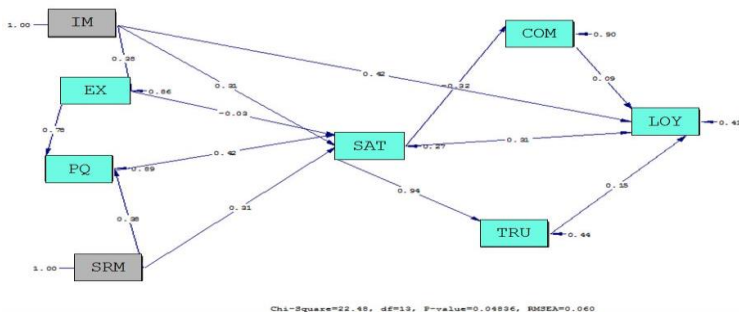 IM
1.00
COM
0.90
0.38
EX
0.86
0.31
0.42
-0.32
0.09
-0.03
LOY
0.41
0.78
SAT
0.27
0.31
PQ
0.89
0.42
0.94
0.15
0.38
0.31
TRU
0.44
SRM
1.00
Chi-Square=22.48, df=13, P-value=0.04836, RMSEA=0.060